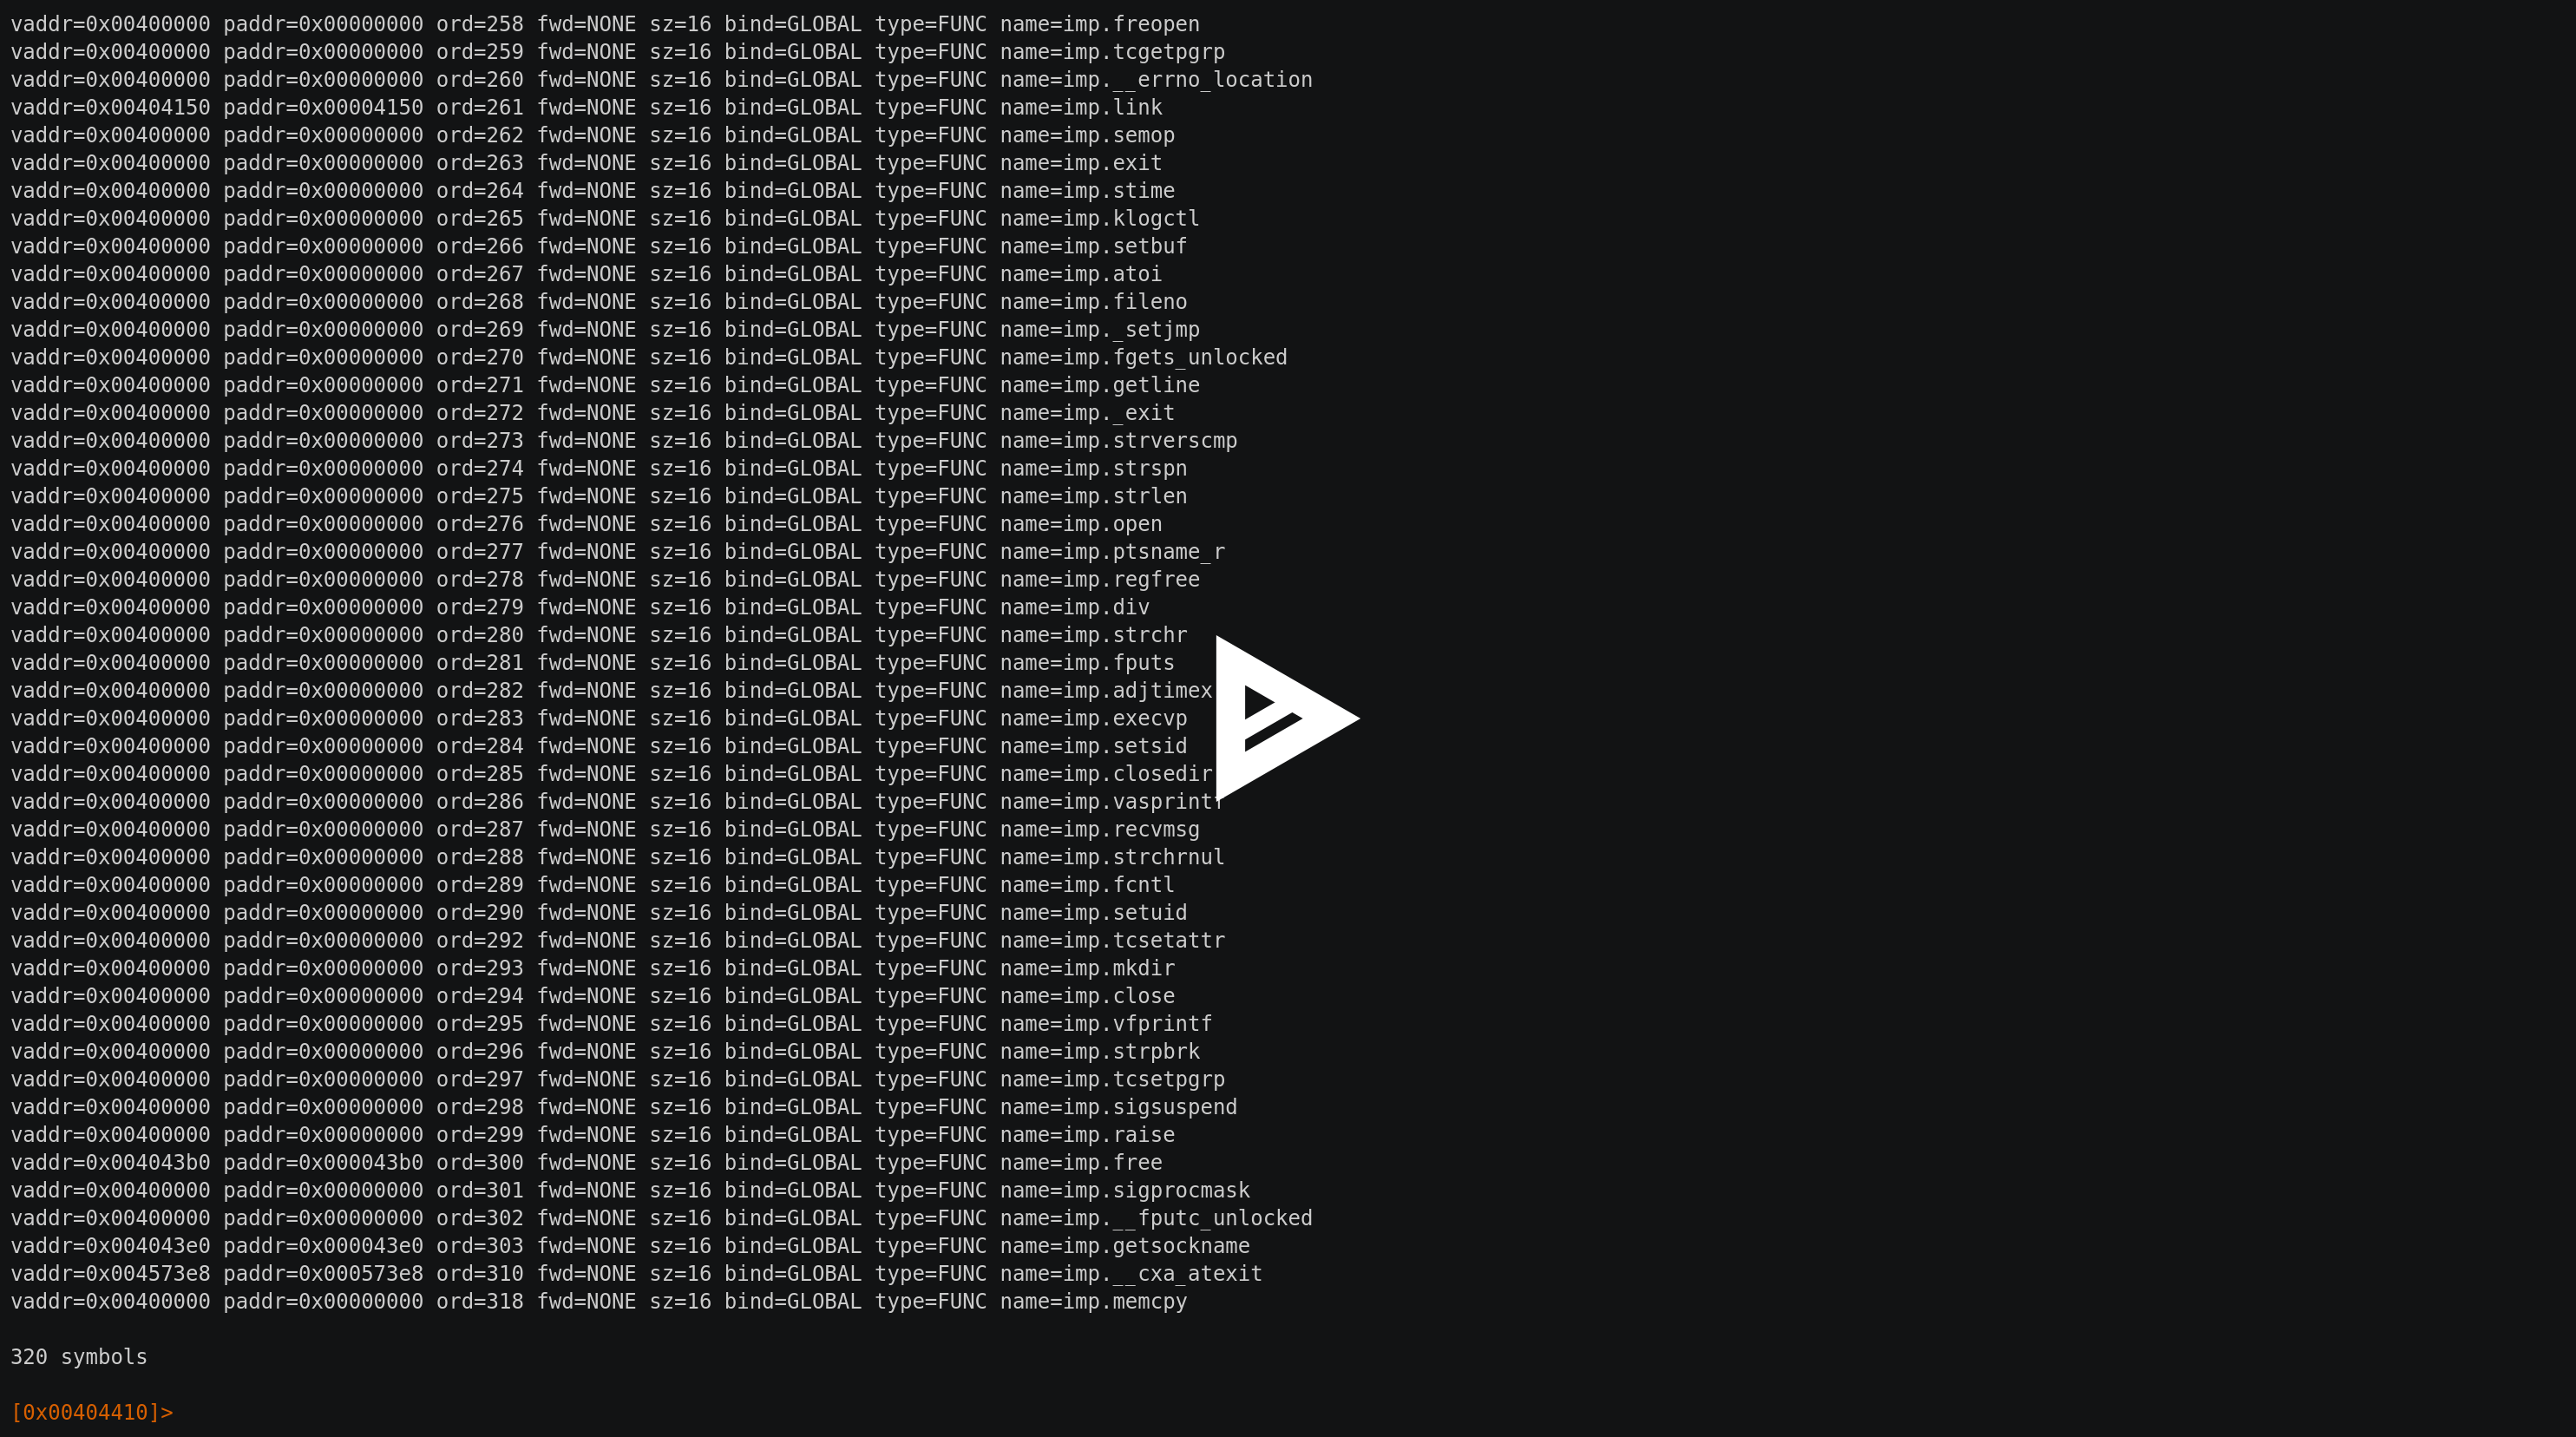 vaddr=0x00400000 paddr=0x00000000 ord=258 fwd=NONE sz=16 bind=GLOBAL type=FUNC name=imp.freopen
vaddr=0x00400000 paddr=0x00000000 ord=259 fwd=NONE sz=16 bind=GLOBAL type=FUNC name=imp.tcgetpgrp
vaddr=0x00400000 paddr=0x00000000 ord=260 fwd=NONE sz=16 bind=GLOBAL type=FUNC name=imp.__errno_location
vaddr=0x00404150 paddr=0x00004150 ord=261 fwd=NONE sz=16 bind=GLOBAL type=FUNC name=imp.link
vaddr=0x00400000 paddr=0x00000000 ord=262 fwd=NONE sz=16 bind=GLOBAL type=FUNC name=imp.semop
vaddr=0x00400000 paddr=0x00000000 ord=263 fwd=NONE sz=16 bind=GLOBAL type=FUNC name=imp.exit
vaddr=0x00400000 paddr=0x00000000 ord=264 fwd=NONE sz=16 bind=GLOBAL type=FUNC name=imp.stime
vaddr=0x00400000 paddr=0x00000000 ord=265 fwd=NONE sz=16 bind=GLOBAL type=FUNC name=imp.klogctl
vaddr=0x00400000 paddr=0x00000000 ord=266 fwd=NONE sz=16 bind=GLOBAL type=FUNC name=imp.setbuf
vaddr=0x00400000 paddr=0x00000000 ord=267 fwd=NONE sz=16 bind=GLOBAL type=FUNC name=imp.atoi
vaddr=0x00400000 paddr=0x00000000 ord=268 fwd=NONE sz=16 bind=GLOBAL type=FUNC name=imp.fileno
vaddr=0x00400000 paddr=0x00000000 ord=269 fwd=NONE sz=16 bind=GLOBAL type=FUNC name=imp._setjmp
vaddr=0x00400000 paddr=0x00000000 ord=270 fwd=NONE sz=16 bind=GLOBAL type=FUNC name=imp.fgets_unlocked
vaddr=0x00400000 paddr=0x00000000 ord=271 fwd=NONE sz=16 bind=GLOBAL type=FUNC name=imp.getline
vaddr=0x00400000 paddr=0x00000000 ord=272 fwd=NONE sz=16 bind=GLOBAL type=FUNC name=imp._exit
vaddr=0x00400000 paddr=0x00000000 ord=273 fwd=NONE sz=16 bind=GLOBAL type=FUNC name=imp.strverscmp
vaddr=0x00400000 paddr=0x00000000 ord=274 fwd=NONE sz=16 bind=GLOBAL type=FUNC name=imp.strspn
vaddr=0x00400000 paddr=0x00000000 ord=275 fwd=NONE sz=16 bind=GLOBAL type=FUNC name=imp.strlen
vaddr=0x00400000 paddr=0x00000000 ord=276 fwd=NONE sz=16 bind=GLOBAL type=FUNC name=imp.open
vaddr=0x00400000 paddr=0x00000000 ord=277 fwd=NONE sz=16 bind=GLOBAL type=FUNC name=imp.ptsname_r
vaddr=0x00400000 paddr=0x00000000 ord=278 fwd=NONE sz=16 bind=GLOBAL type=FUNC name=imp.regfree
vaddr=0x00400000 paddr=0x00000000 ord=279 fwd=NONE sz=16 bind=GLOBAL type=FUNC name=imp.div
vaddr=0x00400000 paddr=0x00000000 ord=280 fwd=NONE sz=16 bind=GLOBAL type=FUNC name=imp.strchr
vaddr=0x00400000 paddr=0x00000000 ord=281 fwd=NONE sz=16 bind=GLOBAL type=FUNC name=imp.fputs
vaddr=0x00400000 paddr=0x00000000 ord=282 fwd=NONE sz=16 bind=GLOBAL type=FUNC name=imp.adjtimex
vaddr=0x00400000 paddr=0x00000000 ord=283 fwd=NONE sz=16 bind=GLOBAL type=FUNC name=imp.execvp
vaddr=0x00400000 paddr=0x00000000 ord=284 fwd=NONE sz=16 bind=GLOBAL type=FUNC name=imp.setsid
vaddr=0x00400000 paddr=0x00000000 ord=285 fwd=NONE sz=16 bind=GLOBAL type=FUNC name=imp.closedir
vaddr=0x00400000 paddr=0x00000000 ord=286 fwd=NONE sz=16 bind=GLOBAL type=FUNC name=imp.vasprintf
vaddr=0x00400000 paddr=0x00000000 ord=287 fwd=NONE sz=16 bind=GLOBAL type=FUNC name=imp.recvmsg
vaddr=0x00400000 paddr=0x00000000 ord=288 fwd=NONE sz=16 bind=GLOBAL type=FUNC name=imp.strchrnul
vaddr=0x00400000 paddr=0x00000000 ord=289 fwd=NONE sz=16 bind=GLOBAL type=FUNC name=imp.fcntl
vaddr=0x00400000 paddr=0x00000000 ord=290 fwd=NONE sz=16 bind=GLOBAL type=FUNC name=imp.setuid
vaddr=0x00400000 paddr=0x00000000 ord=292 fwd=NONE sz=16 bind=GLOBAL type=FUNC name=imp.tcsetattr
vaddr=0x00400000 paddr=0x00000000 ord=293 fwd=NONE sz=16 bind=GLOBAL type=FUNC name=imp.mkdir
vaddr=0x00400000 paddr=0x00000000 ord=294 fwd=NONE sz=16 bind=GLOBAL type=FUNC name=imp.close
vaddr=0x00400000 paddr=0x00000000 ord=295 fwd=NONE sz=16 bind=GLOBAL type=FUNC name=imp.vfprintf
vaddr=0x00400000 paddr=0x00000000 ord=296 fwd=NONE sz=16 bind=GLOBAL type=FUNC name=imp.strpbrk
vaddr=0x00400000 paddr=0x00000000 ord=297 fwd=NONE sz=16 bind=GLOBAL type=FUNC name=imp.tcsetpgrp
vaddr=0x00400000 paddr=0x00000000 ord=298 fwd=NONE sz=16 bind=GLOBAL type=FUNC name=imp.sigsuspend
vaddr=0x00400000 paddr=0x00000000 ord=299 fwd=NONE sz=16 bind=GLOBAL type=FUNC name=imp.raise
vaddr=0x004043b0 paddr=0x000043b0 ord=300 fwd=NONE sz=16 bind=GLOBAL type=FUNC name=imp.free
vaddr=0x00400000 paddr=0x00000000 ord=301 fwd=NONE sz=16 bind=GLOBAL type=FUNC name=imp.sigprocmask
vaddr=0x00400000 paddr=0x00000000 ord=302 fwd=NONE sz=16 bind=GLOBAL type=FUNC name=imp.__fputc_unlocked
vaddr=0x004043e0 paddr=0x000043e0 ord=303 fwd=NONE sz=16 bind=GLOBAL type=FUNC name=imp.getsockname
vaddr=0x004573e8 paddr=0x000573e8 ord=310 fwd=NONE sz=16 bind=GLOBAL type=FUNC name=imp.__cxa_atexit
vaddr=0x00400000 paddr=0x00000000 ord=318 fwd=NONE sz=16 bind=GLOBAL type=FUNC name=imp.memcpy
320 symbols
[0x00404410]>